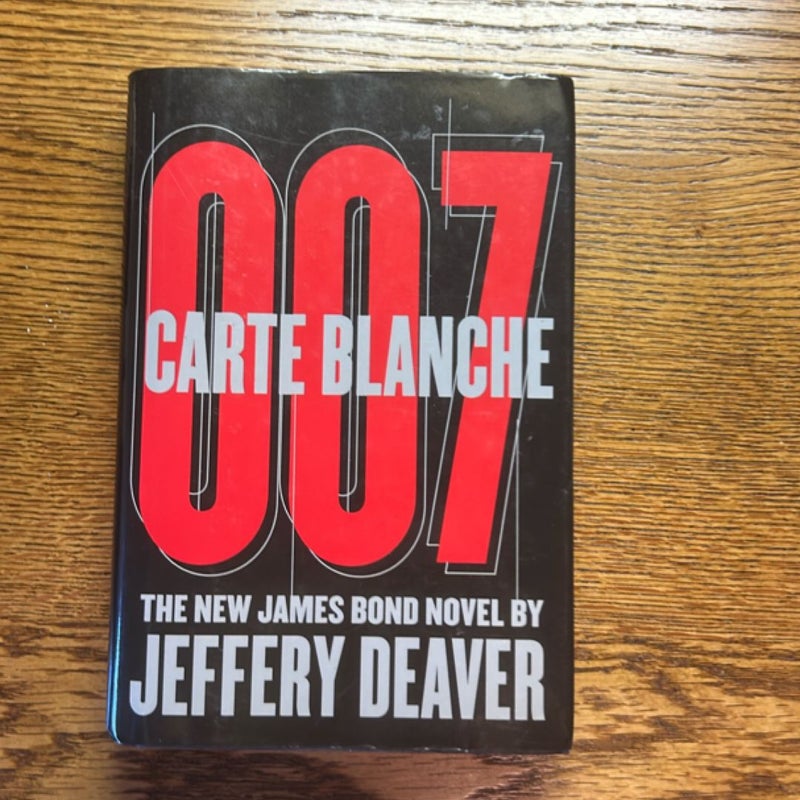 007
CARTE BLANCHE
THE NEW JAMES BOND NOVEL BY
JEFFERY DEAVER